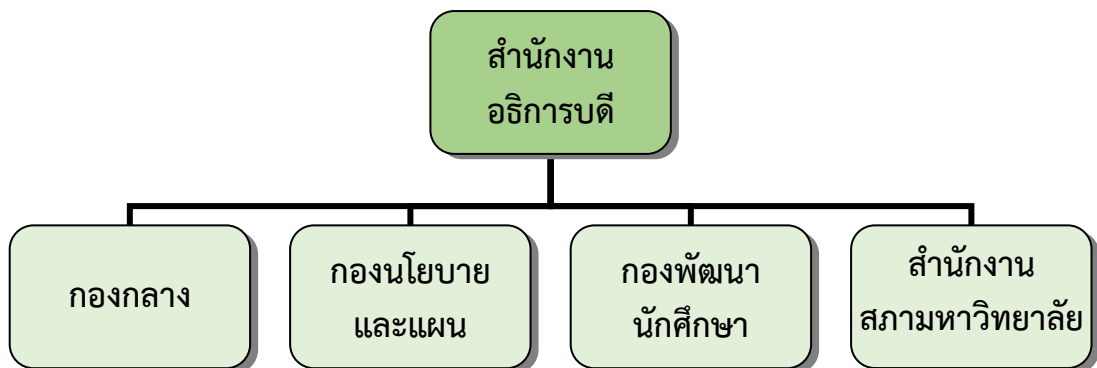 สำนักงาน
อธิการบดี
กองกลาง
กองนโยบาย
และแผน
กองพัฒนา
นักศึกษา
สำนักงาน
สภามหาวิทยาลัย